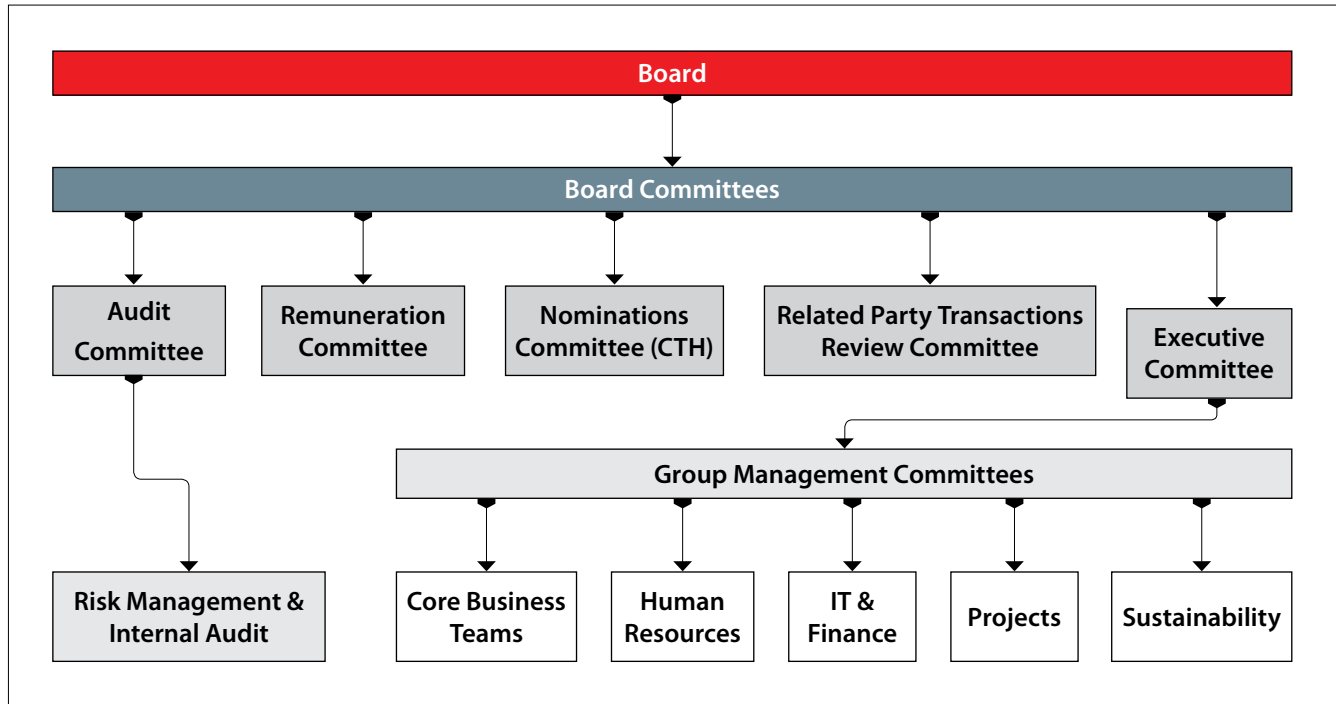 Board
Board Committees
Audit
Committee
Remuneration
Committee
Nominations
Committee (CTH)
Related Party Transactions
Review Committee
Executive
Committee
Group Management Committees
Risk Management &
Internal Audit
Core Business
Teams
Human
Resources
IT &
Finance
Projects
Sustainability